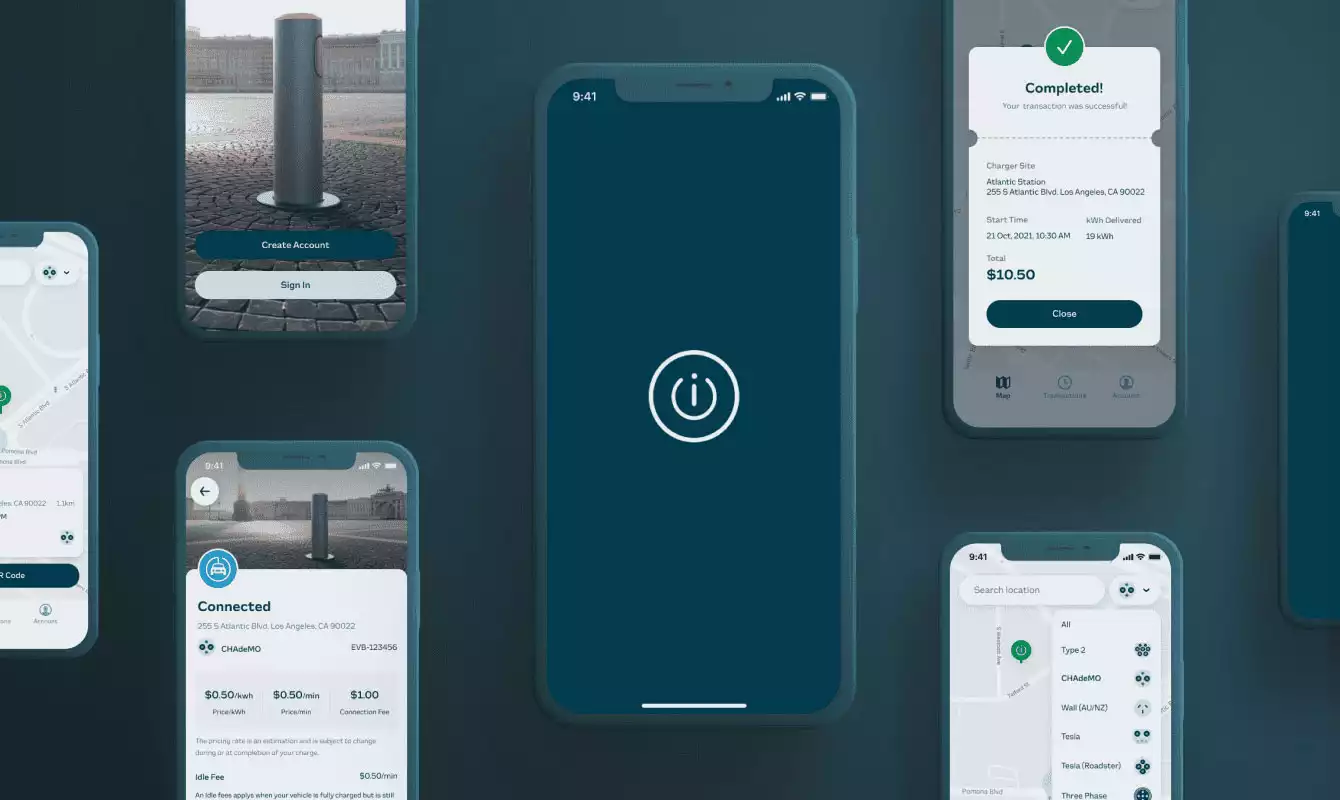 Create Account
Sign In
eles, CA 90022 1.1km
PM
R Code
Account
S Atlantic Blvd
Pomona Blvd
9:41
Connected
255 S Atlantic Blvd, Los Angeles, CA 90022
CHAdeMO EVB-123456
$0.50/kwh $0.50/min $1.00
Price/kWh Price/min Connection Fee
The pricing rate is an estimation and is subject to change
during or at completion of your charge.
Idle Fee $0.50/min
An Idle fees applys when your vehicle is fully charged but is still
9:41
Completed!
Your transaction was successful!
Charger Site
Atlantic Station
255 S Atlantic Blvd, Los Angeles, CA 90022
Start Time kWh Delivered
21 Oct, 2021, 10:30 AM 19 kWh
Total
$10.50
Close
Map Transactions Account
9:41
Search location
All
Type 2
CHAdeMO
Wall (AU/NZ)
Tesla
Tesla (Roadster)
Three Phase
Telford St
Pomona Blvd
9:41